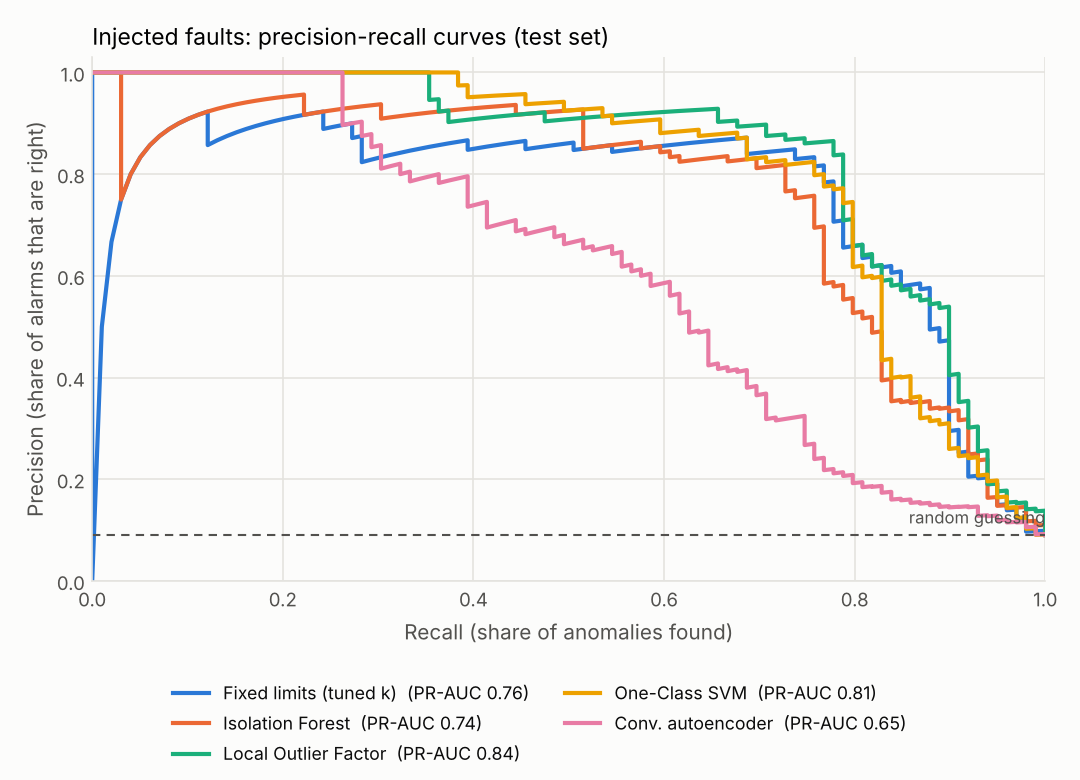 Injected faults: precision-recall curves (test set)
Precision (share of alarms that are right)
1.0
0.8
0.6
0.4
0.2
0.0
random guessing
0.0 0.2 0.4 0.6 0.8 1.0
Recall (share of anomalies found)
Fixed limits (tuned k) (PR-AUC 0.76)
Isolation Forest (PR-AUC 0.74)
Local Outlier Factor (PR-AUC 0.84)
One-Class SVM (PR-AUC 0.81)
Conv. autoencoder (PR-AUC 0.65)